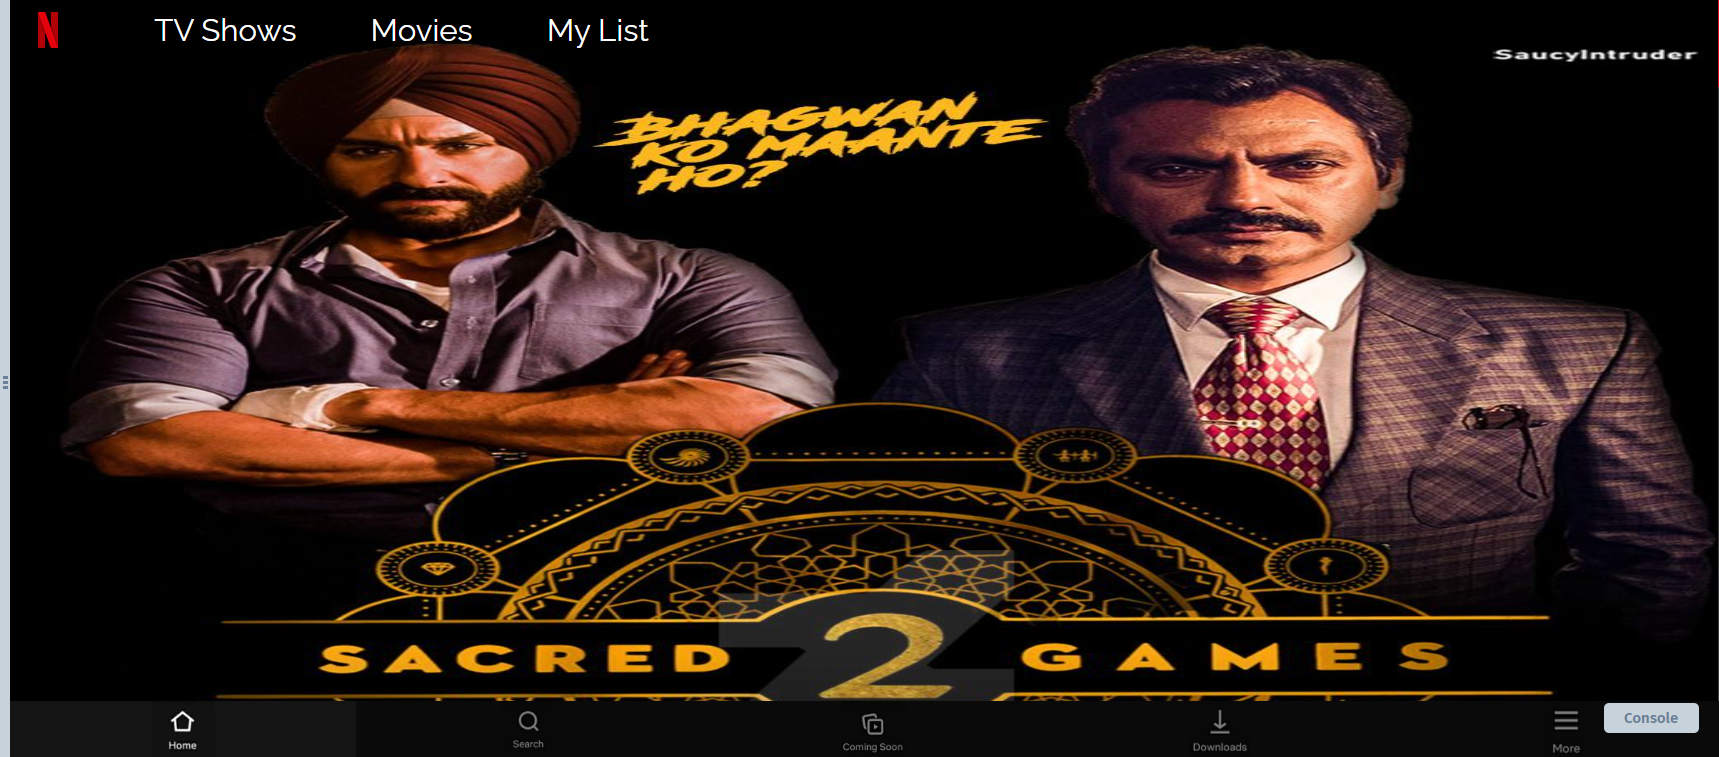 N
TV Shows
Movies
My List
SaucyIntruder
BHAGWAN
KO MAANTE
HO?
SACRED 2 GAMES
Home
Search
Coming Soon
Downloads
More
Console